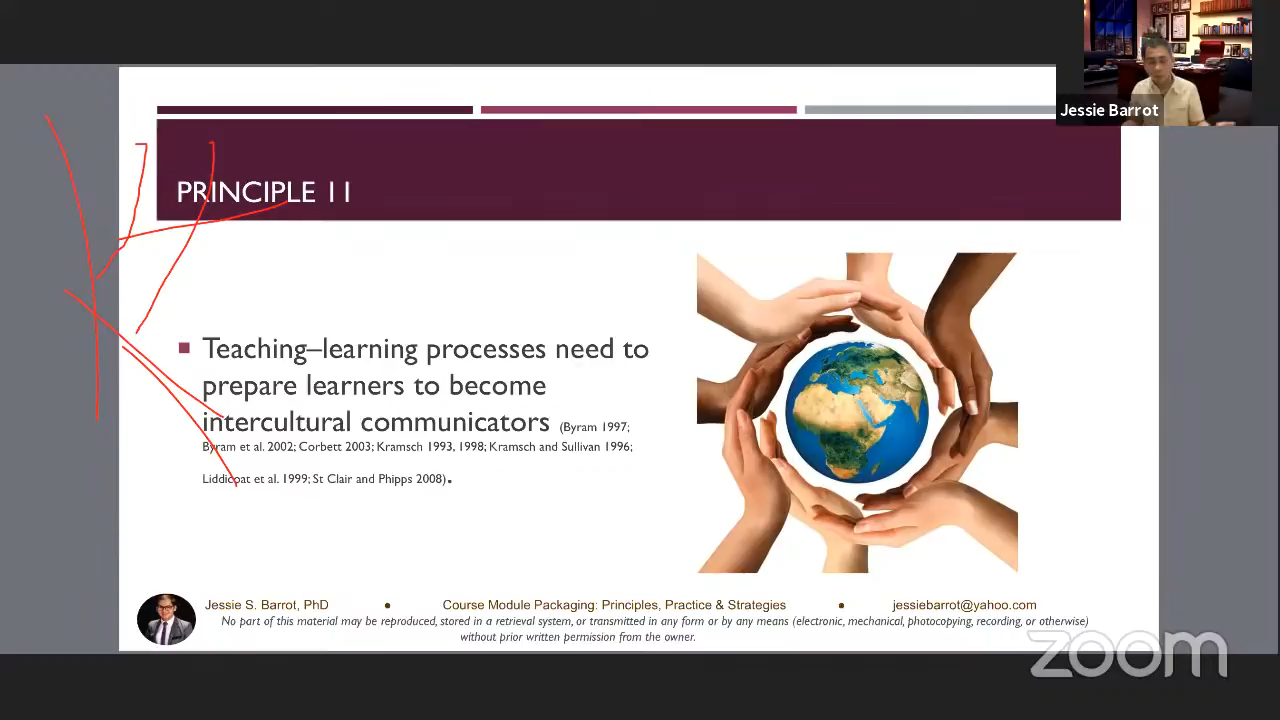 Jessie Barrot
PRINCIPLE 11
Teaching–learning processes need to
prepare learners to become
intercultural communicators (Byram 1997;
Byram et al. 2002; Corbett 2003; Kramsch 1993, 1998; Kramsch and Sullivan 1996;
Liddicoat et al. 1999; St Clair and Phipps 2008).
Jessie S. Barrot, PhD ● Course Module Packaging: Principles, Practice & Strategies ● jessiebarrot@yahoo.com
No part of this material may be reproduced, stored in a retrieval system, or transmitted in any form or by any means (electronic, mechanical, photocopying, recording, or otherwise)
without prior written permission from the owner.
zoom